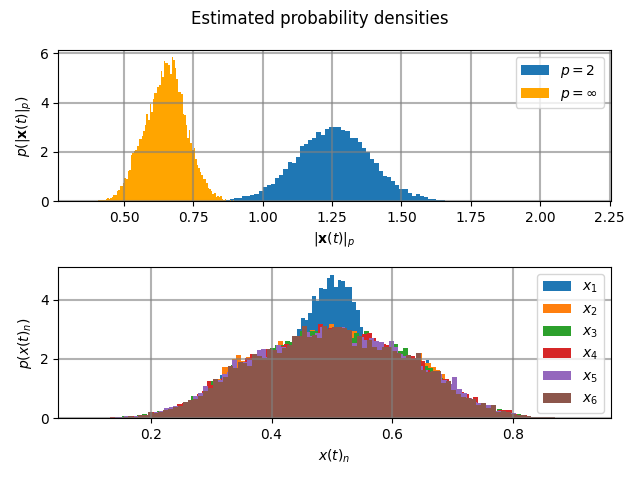 Estimated probability densities
6
4
2
0
p(|x(t)|ₚ)
p = 2
p = ∞
0.50 0.75 1.00 1.25 1.50 1.75 2.00 2.25
|x(t)|ₚ
4
2
0
p(x(t)ₙ)
x₁
x₂
x₃
x₄
x₅
x₆
0.2 0.4 0.6 0.8
x(t)ₙ